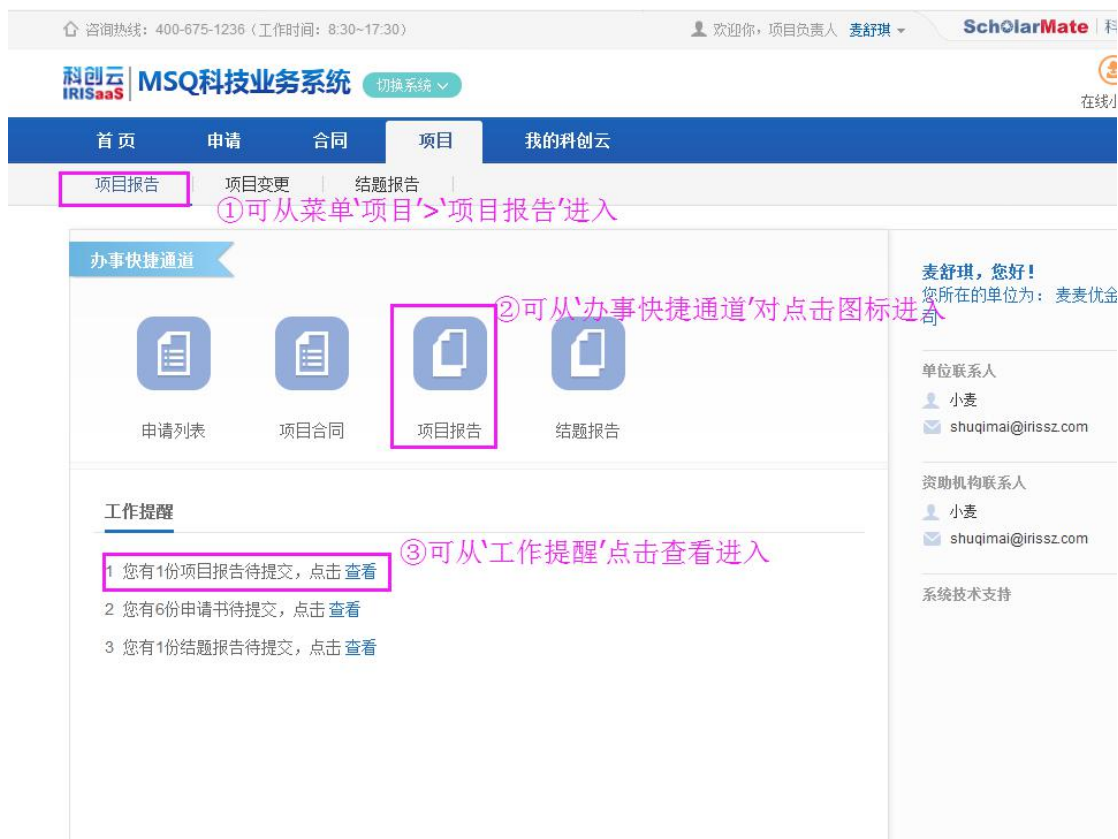 咨询热线：400-675-1236（工作时间：8:30~17:30）
欢迎你，项目负责人 麦舒琪
SchOlarMate 科
科创云
IRISaaS
MSQ科技业务系统
切换系统
在线小
首页 申请 合同 项目 我的科创云
项目报告 项目变更 结题报告
①可从菜单‘项目’>‘项目报告’进入
办事快捷通道
②可从‘办事快捷通道’对点击图标进入
申请列表 项目合同 项目报告 结题报告
工作提醒
③可从‘工作提醒’点击查看进入
1 您有1份项目报告待提交，点击 查看
2 您有6份申请书待提交，点击 查看
3 您有1份结题报告待提交，点击 查看
麦舒琪，您好！
您所在的单位为： 麦麦优金
司
单位联系人
小麦
shuqimai@irissz.com
资助机构联系人
小麦
shuqimai@irissz.com
系统技术支持